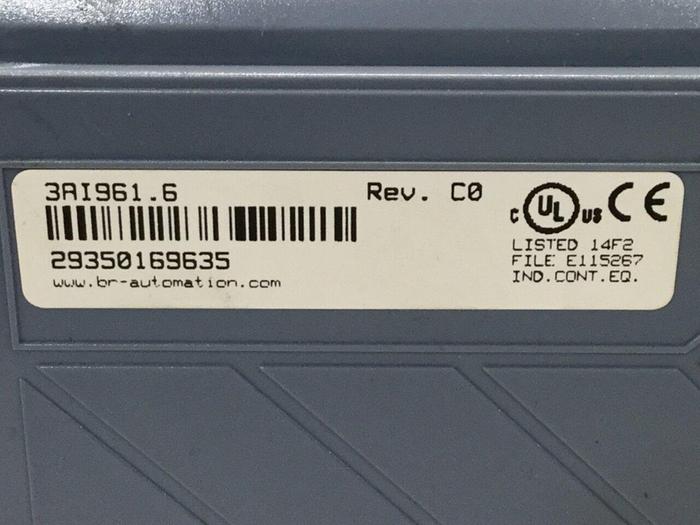 3AI961.6 Rev. C0
29350169635
www.br-automation.com
C UL US CE
LISTED 14F2
FILE E115267
IND.CONT.EQ.